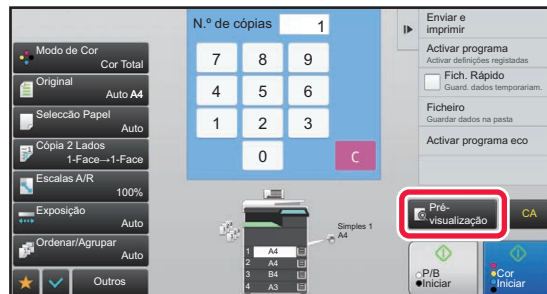 N.º de cópias 1
Modo de Cor
Cor Total
Original
Auto A4
Seleccão Papel
Auto
Cópia 2 Lados
1-Face→1-Face
Escalas A/R
100%
Exposição
Auto
Ordenar/Agrupar
Auto
Outros
7 8 9
4 5 6
1 2 3
0 C
Simples 1
A4
1 A4
2 A4
3 B4
4 A3
Enviar e
imprimir
Activar programa
Activar definições registadas
Fich. Rápido
Guard. dados temporariam.
Ficheiro
Guardar dados na pasta
Activar programa eco
Pré-
visualização
CA
P/B
Iniciar
Cor
Iniciar